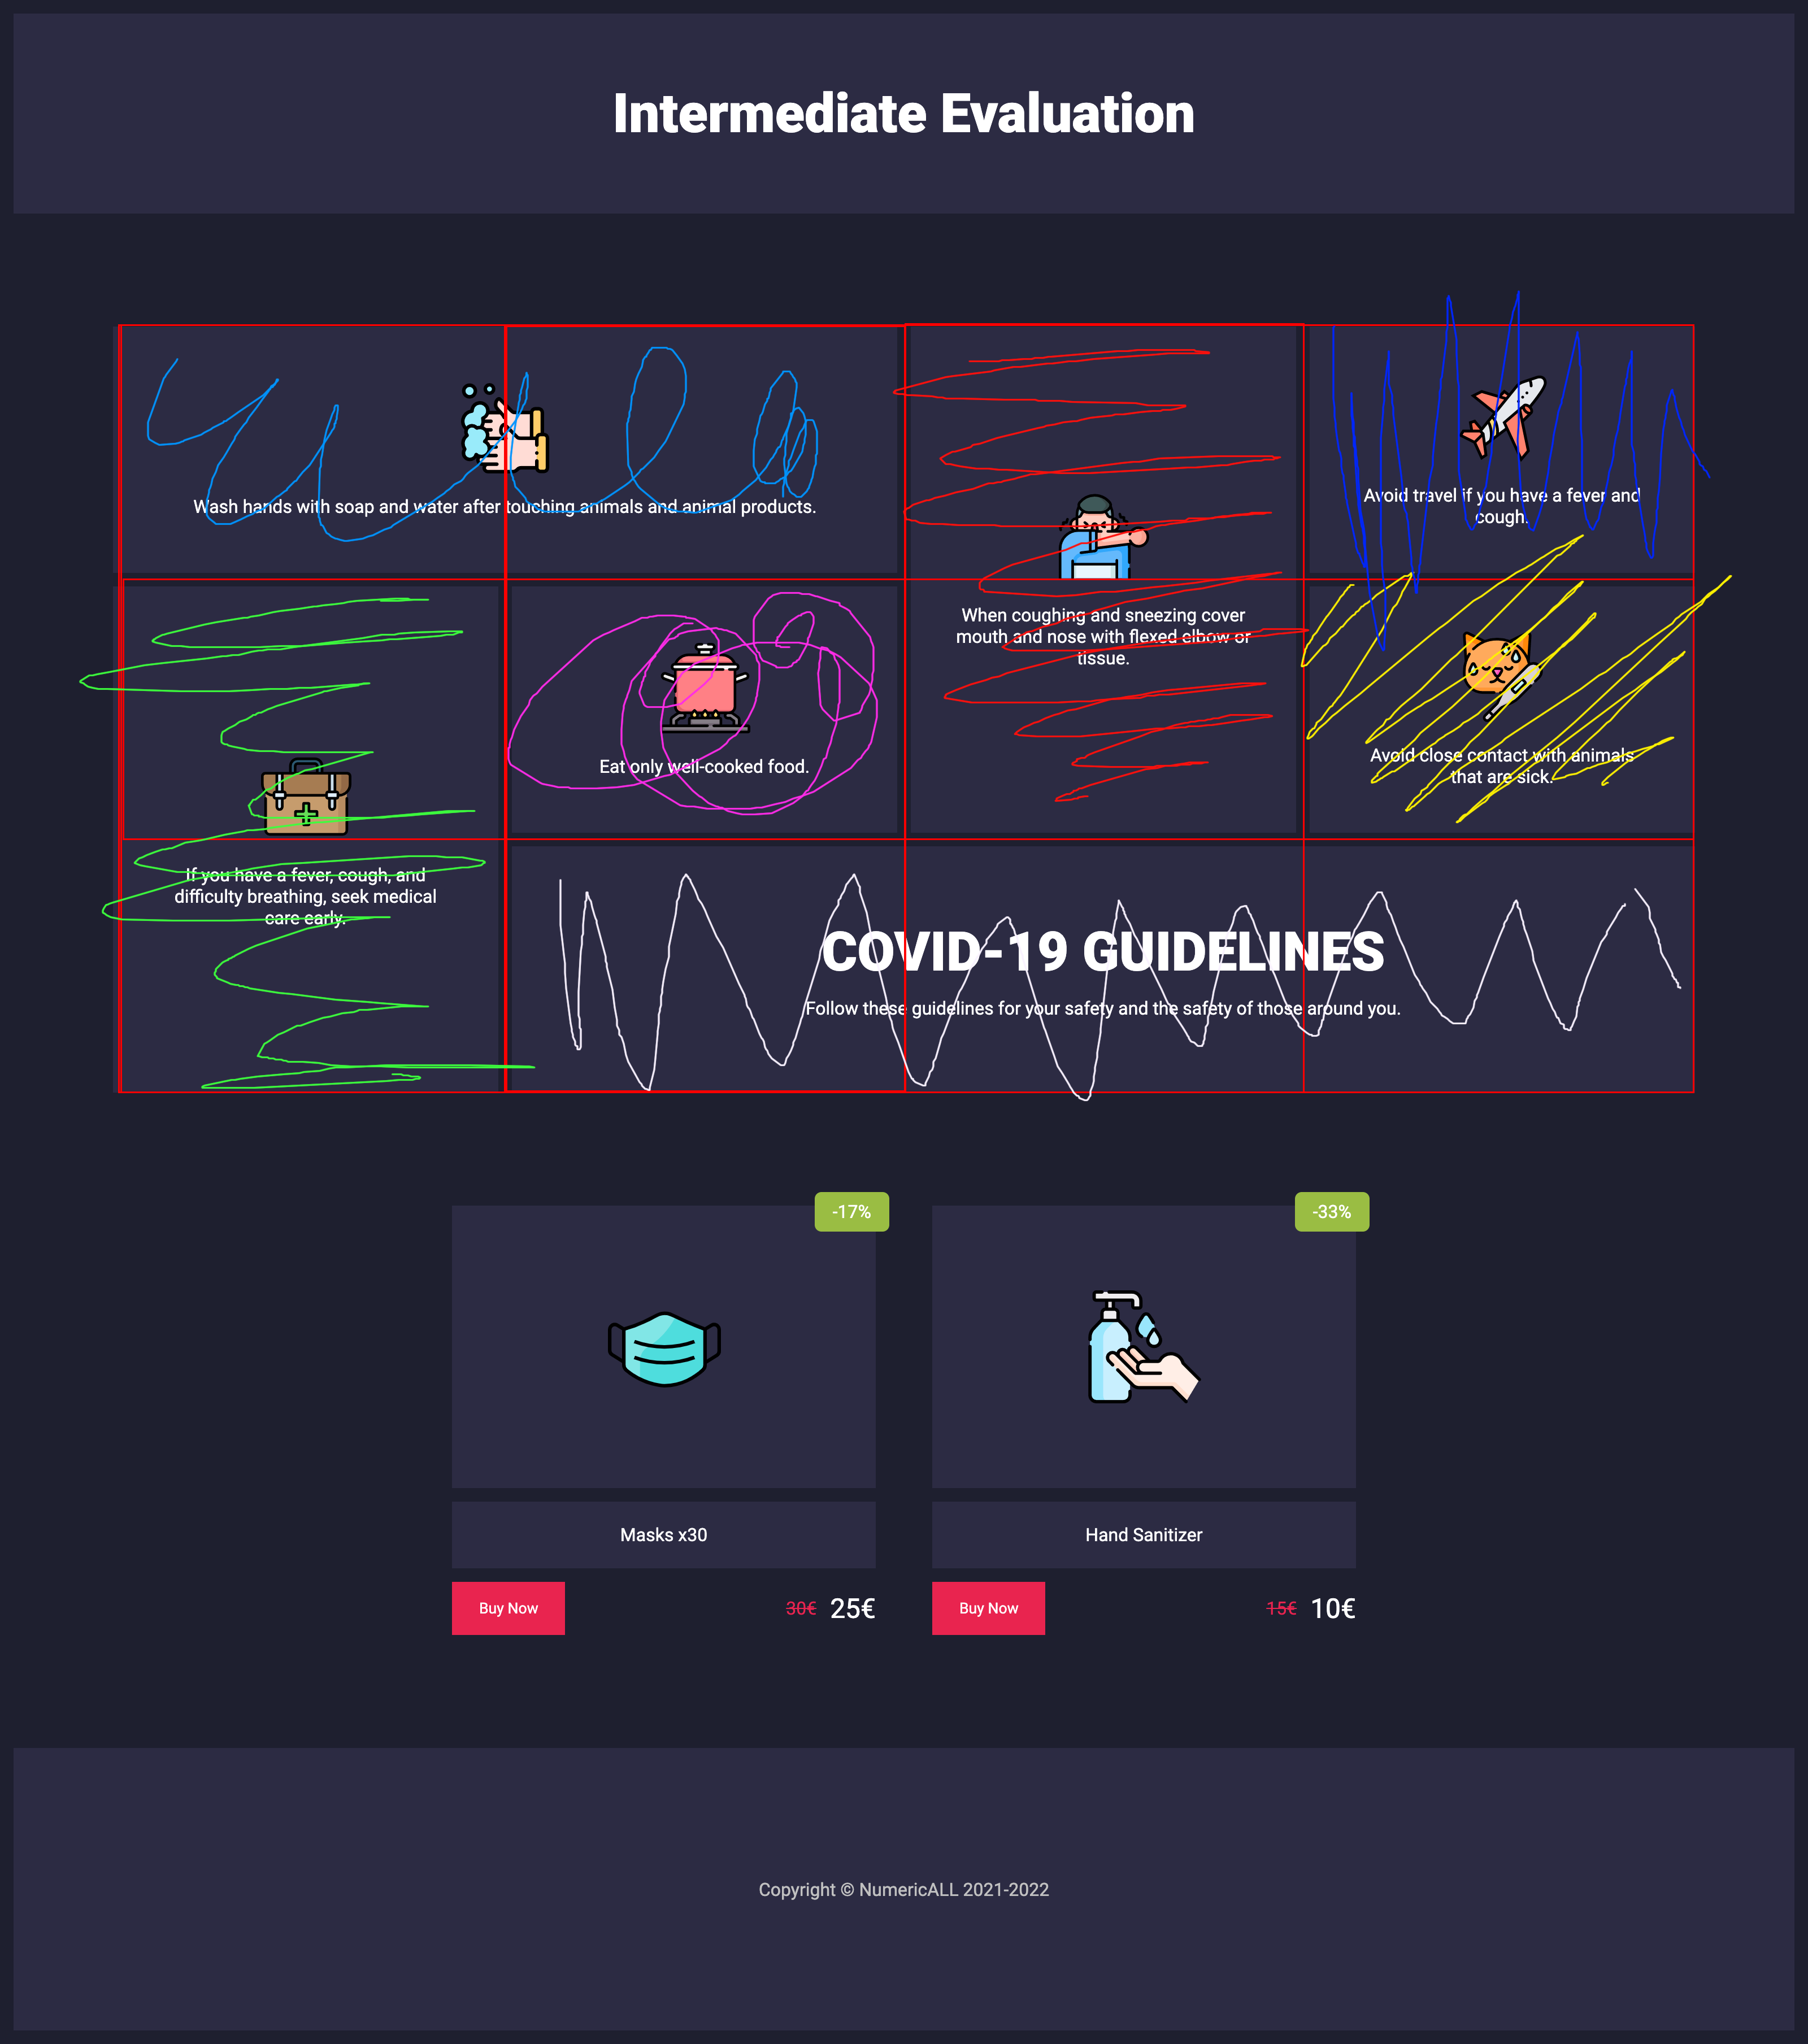 Intermediate Evaluation
Wash hands with soap and water after touching animals and animal products.
When coughing and sneezing cover
mouth and nose with flexed elbow or
tissue.
Avoid travel if you have a fever and
cough.
If you have a fever, cough, and
difficulty breathing, seek medical
care early.
Eat only well-cooked food.
Avoid close contact with animals
that are sick.
COVID-19 GUIDELINES
Follow these guidelines for your safety and the safety of those around you.
-17%
Masks x30
Buy Now 30€ 25€
-33%
Hand Sanitizer
Buy Now 15€ 10€
Copyright © NumericALL 2021-2022